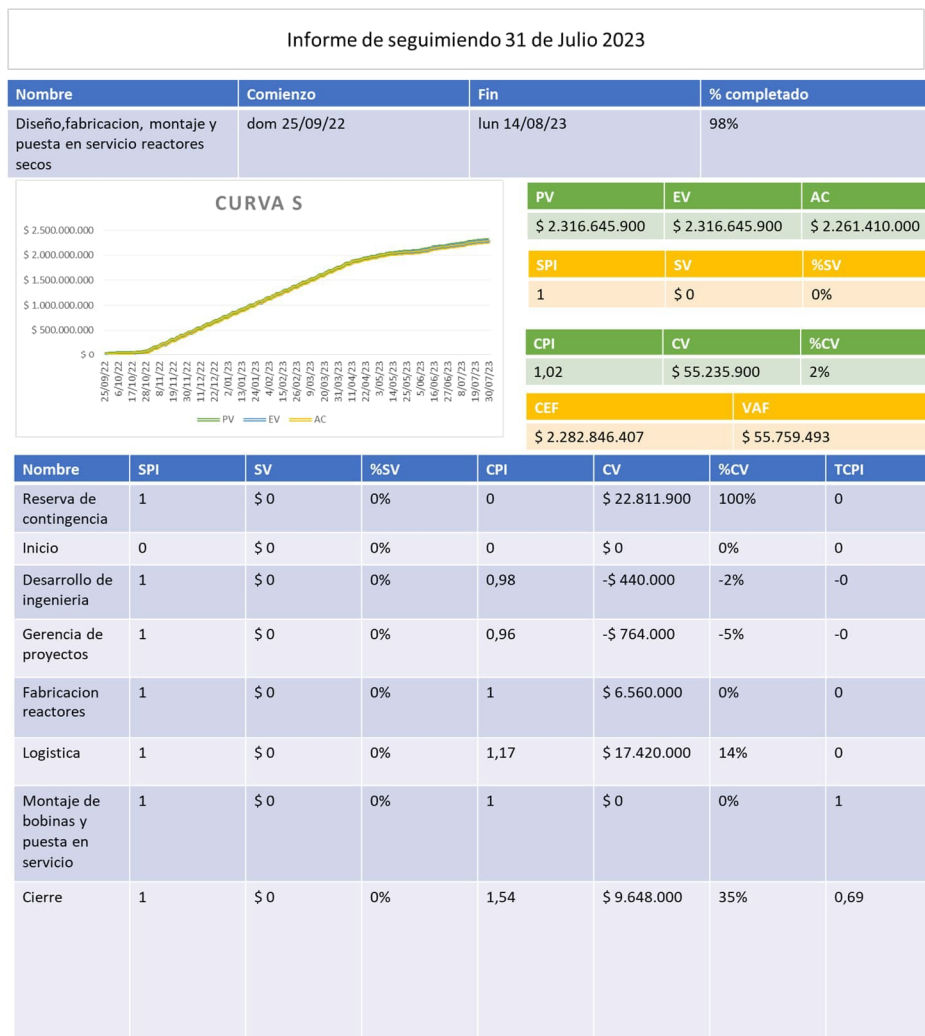 Informe de seguimiendo 31 de Julio 2023
Nombre Comienzo Fin % completado
Diseño,fabricacion, montaje y dom 25/09/22 lun 14/08/23 98%
puesta en servicio reactores
secos
CURVA S
$ 2.500.000.000
$ 2.000.000.000
$ 1.500.000.000
$ 1.000.000.000
$ 500.000.000
$ 0
25/09/22 6/10/22 17/10/22 28/10/22 8/11/22 19/11/22 30/11/22 11/12/22 22/12/22 2/01/23 13/01/23 24/01/23 4/02/23 15/02/23 26/02/23 9/03/23 20/03/23 31/03/23 11/04/23 22/04/23 3/05/23 14/05/23 25/05/23 5/06/23 16/06/23 27/06/23 8/07/23 19/07/23 30/07/23
PV EV AC
PV EV AC
$ 2.316.645.900 $ 2.316.645.900 $ 2.261.410.000
SPI SV %SV
1 $ 0 0%
CPI CV %CV
1,02 $ 55.235.900 2%
CEF VAF
$ 2.282.846.407 $ 55.759.493
Nombre SPI SV %SV CPI CV %CV TCPI
Reserva de 1 $ 0 0% 0 $ 22.811.900 100% 0
contingencia
Inicio 0 $ 0 0% 0 $ 0 0% 0
Desarrollo de 1 $ 0 0% 0,98 -$ 440.000 -2% -0
ingenieria
Gerencia de 1 $ 0 0% 0,96 -$ 764.000 -5% -0
proyectos
Fabricacion 1 $ 0 0% 1 $ 6.560.000 0% 0
reactores
Logistica 1 $ 0 0% 1,17 $ 17.420.000 14% 0
Montaje de 1 $ 0 0% 1 $ 0 0% 1
bobinas y
puesta en
servicio
Cierre 1 $ 0 0% 1,54 $ 9.648.000 35% 0,69